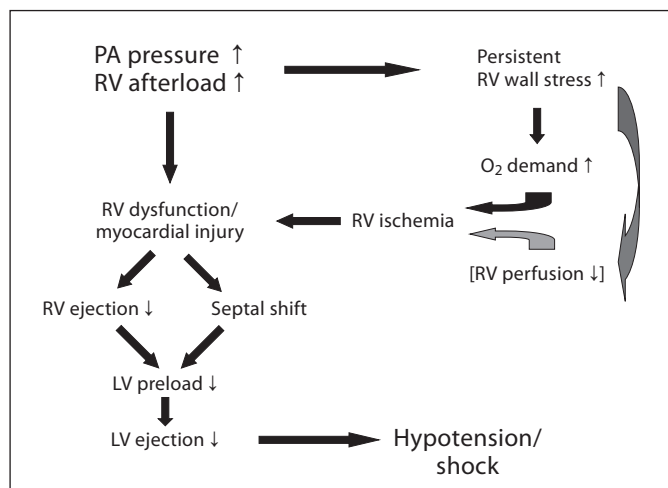 PA pressure ↑
RV afterload ↑
Persistent
RV wall stress ↑
O₂ demand ↑
RV dysfunction/
myocardial injury
RV ischemia
[RV perfusion ↓]
RV ejection ↓
Septal shift
LV preload ↓
LV ejection ↓
Hypotension/
shock